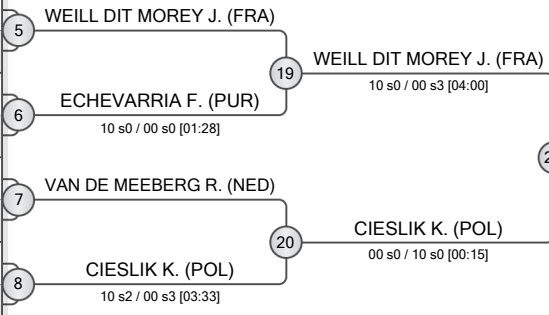 WEILL DIT MOREY J. (FRA)
5
19
WEILL DIT MOREY J. (FRA)
10 s0 / 00 s3 [04:00]
ECHEVARRIA F. (PUR)
6
10 s0 / 00 s0 [01:28]
2
VAN DE MEEBERG R. (NED)
7
20
CIESLIK K. (POL)
00 s0 / 10 s0 [00:15]
CIESLIK K. (POL)
8
10 s2 / 00 s3 [03:33]